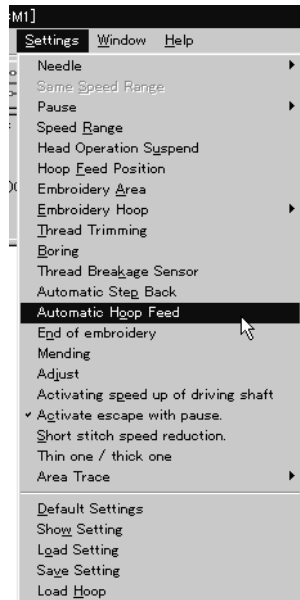 M1]
Settings Window Help
Needle
Same Speed Range
Pause
Speed Range
Head Operation Suspend
Hoop Feed Position
Embroidery Area
Embroidery Hoop
Thread Trimming
Boring
Thread Breakage Sensor
Automatic Step Back
Automatic Hoop Feed
End of embroidery
Mending
Adjust
Activating speed up of driving shaft
✓ Activate escape with pause.
Short stitch speed reduction.
Thin one / thick one
Area Trace
Default Settings
Show Setting
Load Setting
Save Setting
Load Hoop